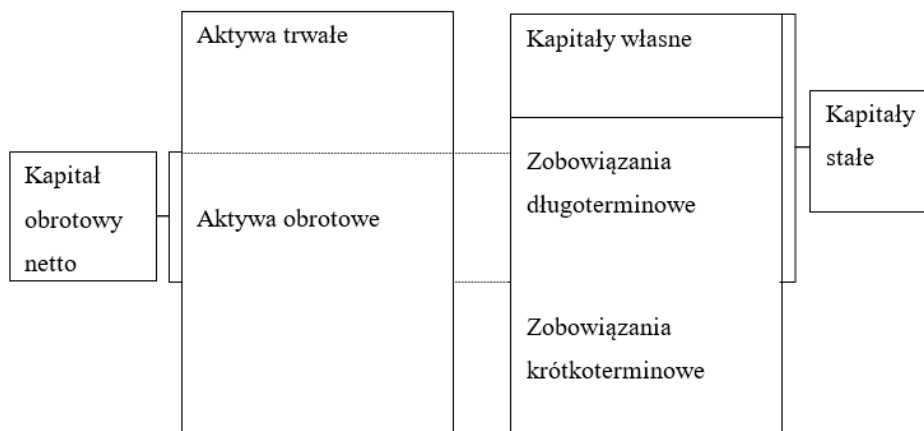 Aktywa trwałe
Kapitały własne
Kapitały
stałe
Kapitał
obrotowy
netto
Aktywa obrotowe
Zobowiązania
długoterminowe
Zobowiązania
krótkoterminowe